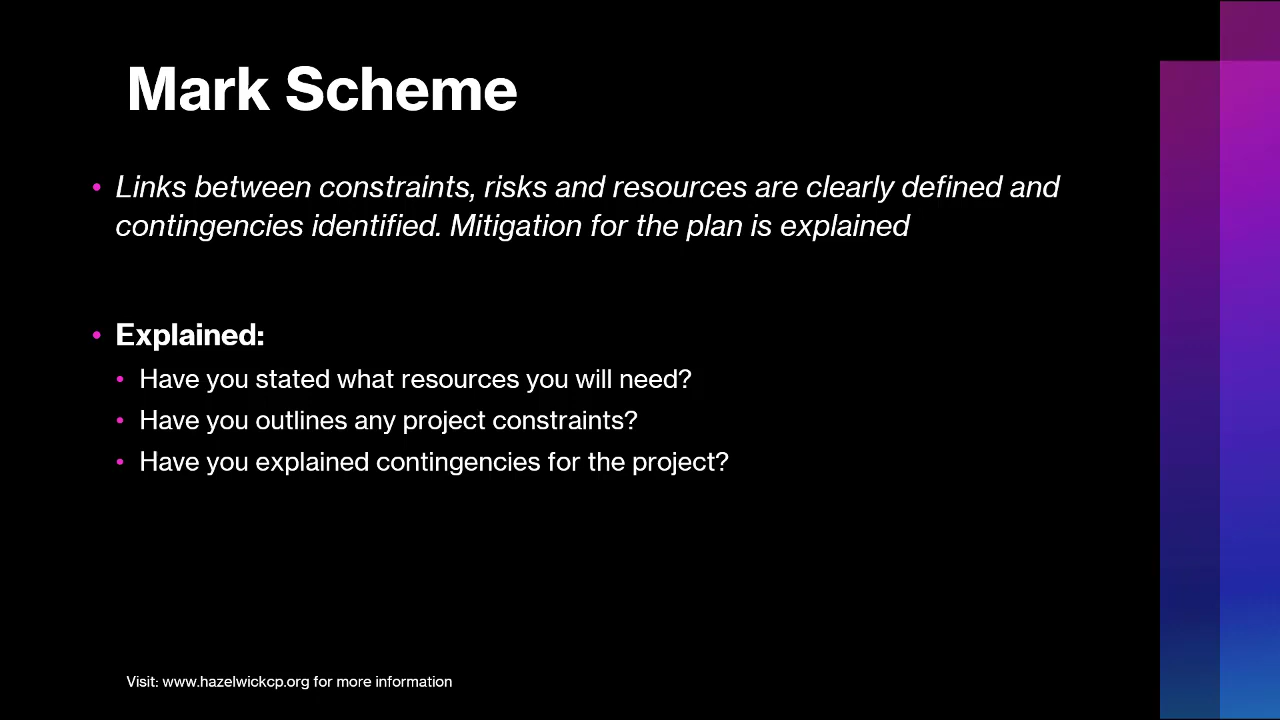 Mark Scheme
• Links between constraints, risks and resources are clearly defined and
contingencies identified. Mitigation for the plan is explained
• Explained:
• Have you stated what resources you will need?
• Have you outlines any project constraints?
• Have you explained contingencies for the project?
Visit: www.hazelwickcp.org for more information